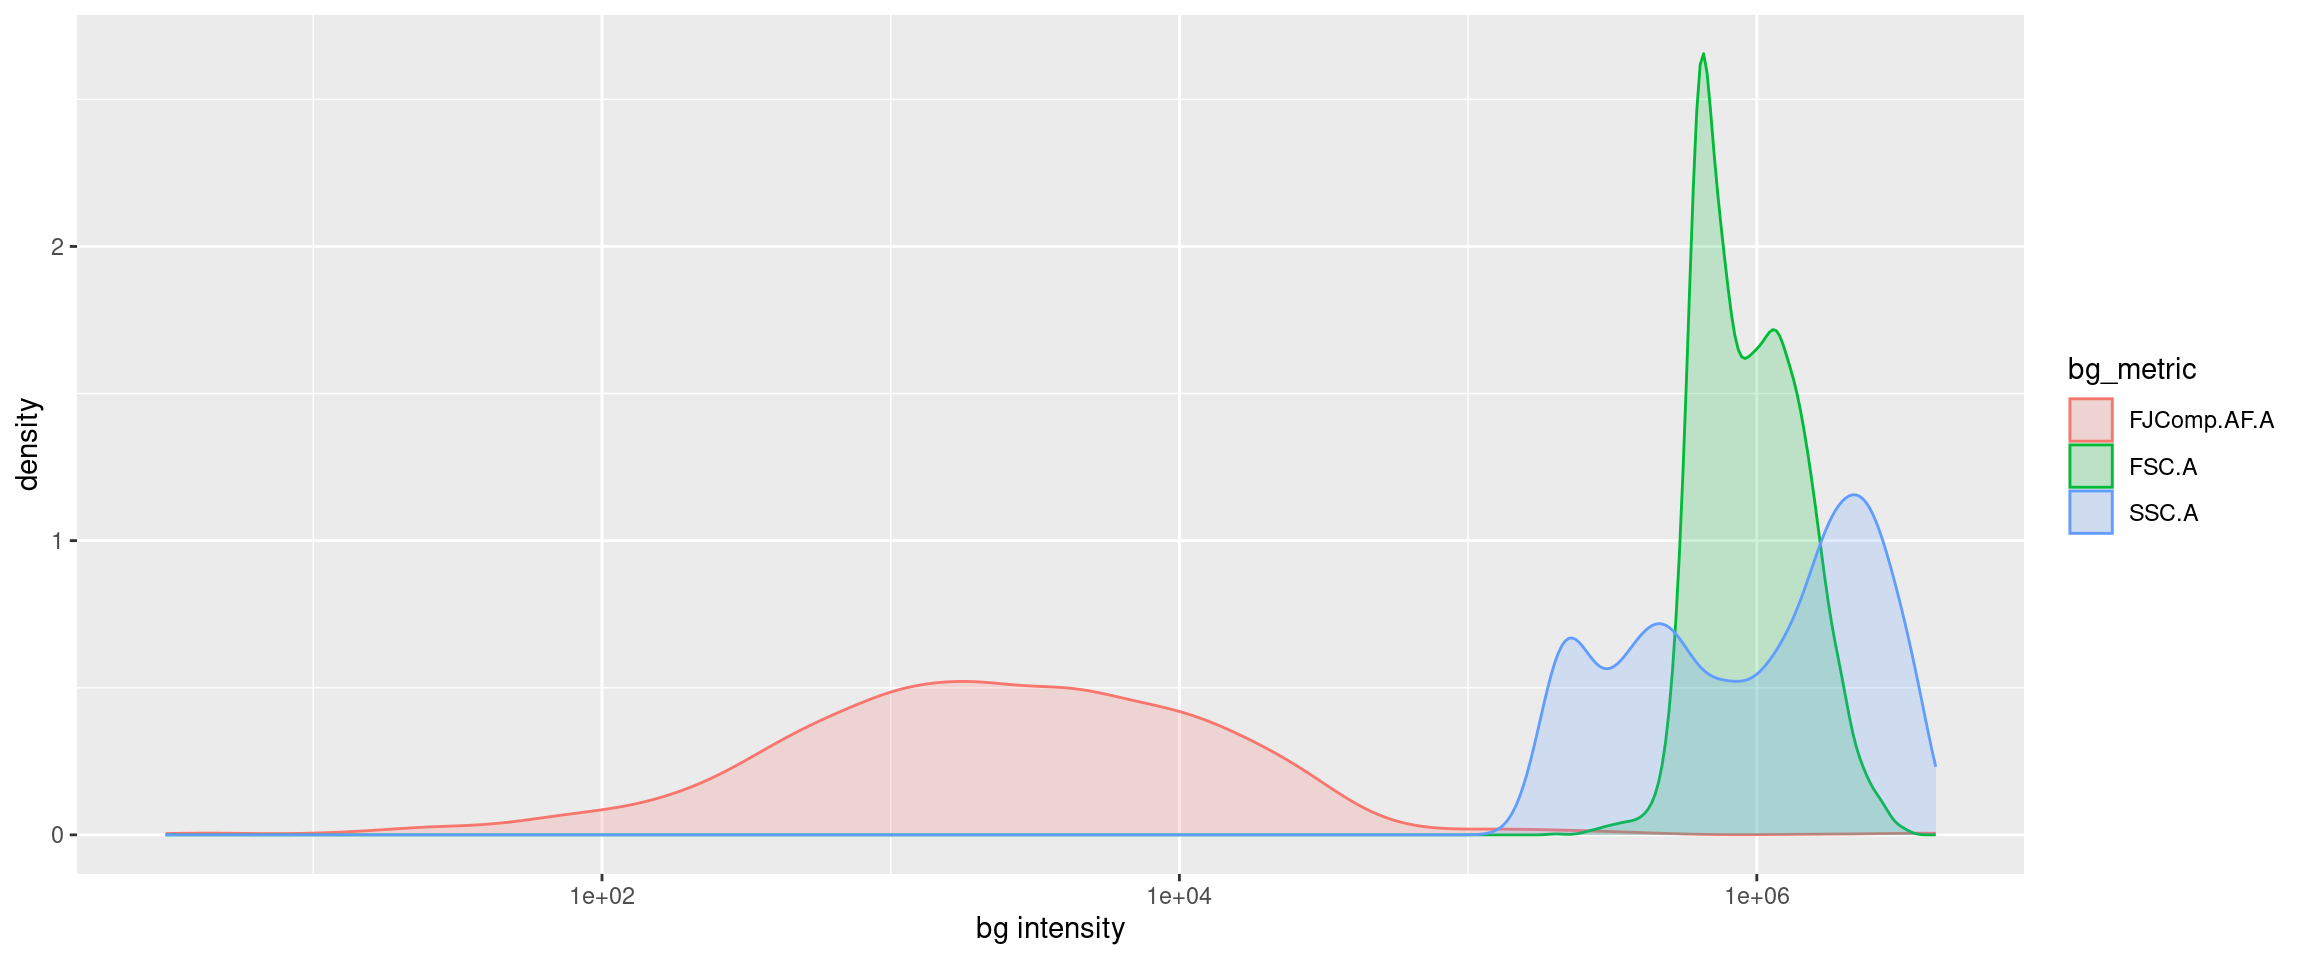 density
2
1
0
1e+02
1e+04
1e+06
bg intensity
bg_metric
FJComp.AF.A
FSC.A
SSC.A